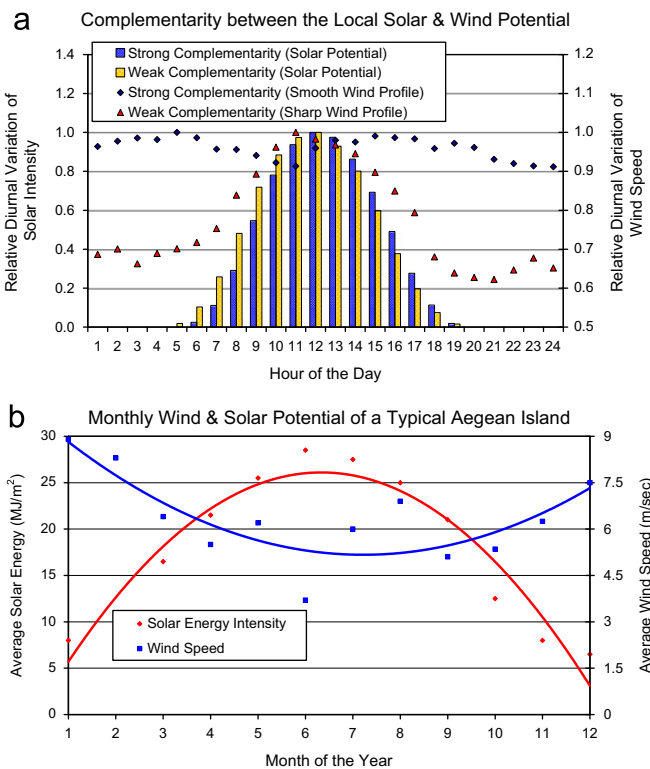 a
Complementarity between the Local Solar & Wind Potential
Strong Complementarity (Solar Potential)
Weak Complementarity (Solar Potential)
Strong Complementarity (Smooth Wind Profile)
Weak Complementarity (Sharp Wind Profile)
Relative Diurnal Variation of
Solar Intensity
1.4
1.2
1.0
0.8
0.6
0.4
0.2
0.0
1.2
1.1
1.0
0.9
0.8
0.7
0.6
0.5
Relative Diurnal Variation of
Wind Speed
1 2 3 4 5 6 7 8 9 10 11 12 13 14 15 16 17 18 19 20 21 22 23 24
Hour of the Day
b
Monthly Wind & Solar Potential of a Typical Aegean Island
Average Solar Energy (MJ/m²)
30
25
20
15
10
5
0
Solar Energy Intensity
Wind Speed
9
7.5
6
4.5
3
1.5
0
Average Wind Speed (m/sec)
1 2 3 4 5 6 7 8 9 10 11 12
Month of the Year